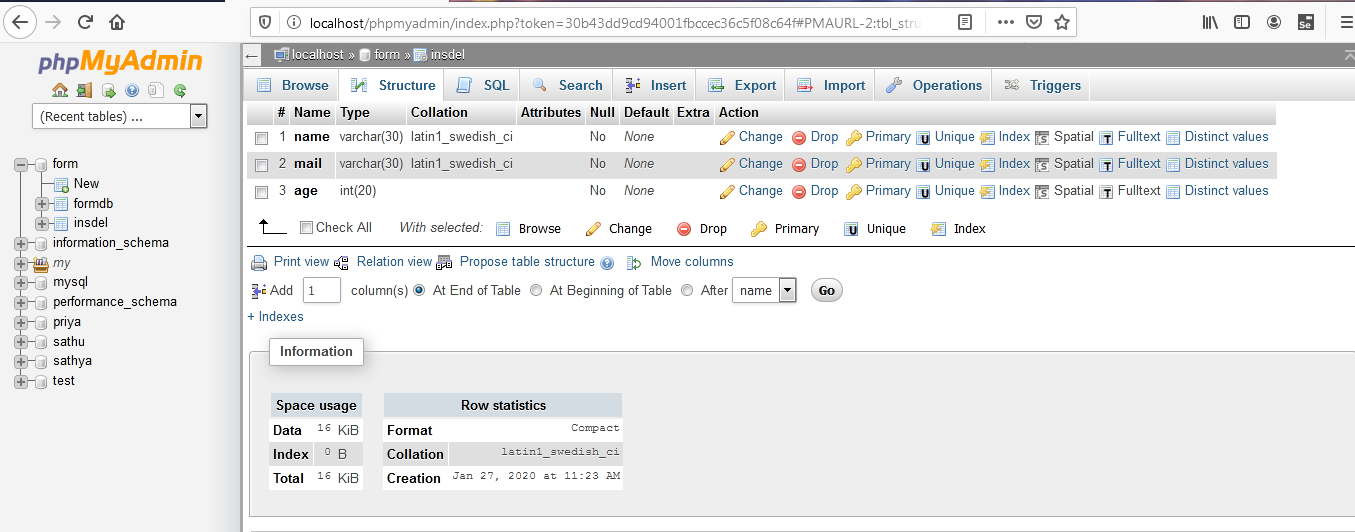 localhost/phpmyadmin/index.php?token=30b43dd9cd94001fbccec36c5f08c64f#PMAURL-2:tbl_stru
phpMyAdmin
(Recent tables) ...
form
New
formdb
insdel
information_schema
my
mysql
performance_schema
priya
sathu
sathya
test
localhost » form » insdel
Browse Structure SQL Search Insert Export Import Operations Triggers
# Name Type Collation Attributes Null Default Extra Action
1 name varchar(30) latin1_swedish_ci No None Change Drop Primary Unique Index Spatial Fulltext Distinct values
2 mail varchar(30) latin1_swedish_ci No None Change Drop Primary Unique Index Spatial Fulltext Distinct values
3 age int(20) No None Change Drop Primary Unique Index Spatial Fulltext Distinct values
Check All With selected: Browse Change Drop Primary Unique Index
Print view Relation view Propose table structure Move columns
Add 1 column(s) At End of Table At Beginning of Table After name Go
+ Indexes
Information
Space usage
Data 16 KiB
Index 0 B
Total 16 KiB
Row statistics
Format Compact
Collation latin1_swedish_ci
Creation Jan 27, 2020 at 11:23 AM